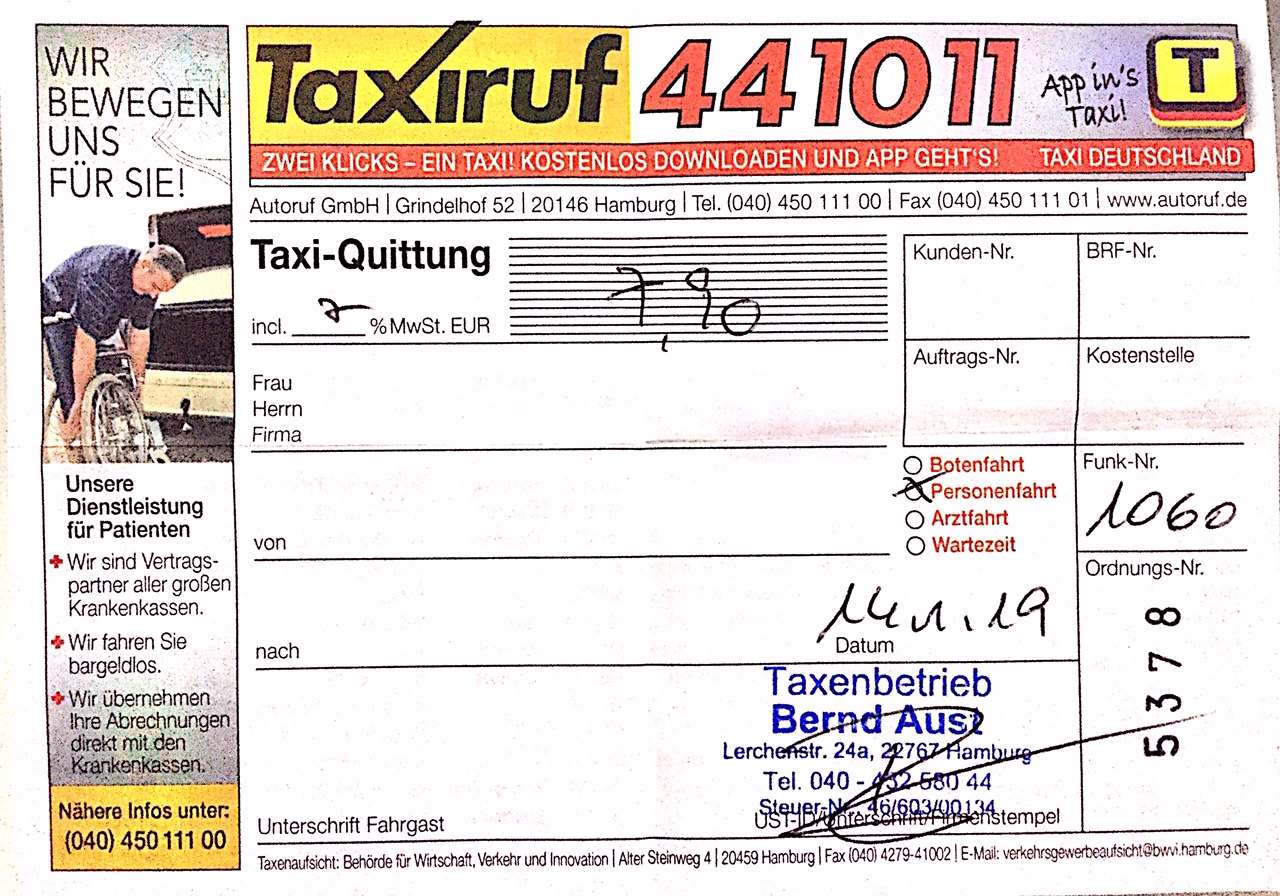 WIR
BEWEGEN
UNS
FÜR SIE!
Unsere
Dienstleistung
für Patienten
Wir sind Vertrags-
partner aller großen
Krankenkassen.
Wir fahren Sie
bargeldlos.
Wir übernehmen
Ihre Abrechnungen
direkt mit den
Krankenkassen.
Nähere Infos unter:
(040) 450 111 00
Taxiruf 441011
App in's
Taxi!
T
ZWEI KLICKS – EIN TAXI! KOSTENLOS DOWNLOADEN UND APP GEHT'S! TAXI DEUTSCHLAND
Autoruf GmbH | Grindelhof 52 | 20146 Hamburg | Tel. (040) 450 111 00 | Fax (040) 450 111 01 | www.autoruf.de
Taxi-Quittung
incl. 7 % MwSt. EUR 7,90
Frau
Herrn
Firma
von
nach
Kunden-Nr.
BRF-Nr.
Auftrags-Nr.
Kostenstelle
Botenfahrt
Personenfahrt
Arztfahrt
Wartezeit
Funk-Nr.
1060
Ordnungs-Nr.
5378
14.1.19
Datum
Taxenbetrieb
Bernd Aust
Lerchenstr. 24a, 22767 Hamburg
Tel. 040 - 432 580 44
Steuer-Nr. 46/603/00134
Unterschrift Fahrgast
UST-ID/Unterschrift/Firmenstempel
Taxenaufsicht: Behörde für Wirtschaft, Verkehr und Innovation | Alter Steinweg 4 | 20459 Hamburg | Fax (040) 4279-41002 | E-Mail: verkehrsgewerbeaufsicht@bwvi.hamburg.de